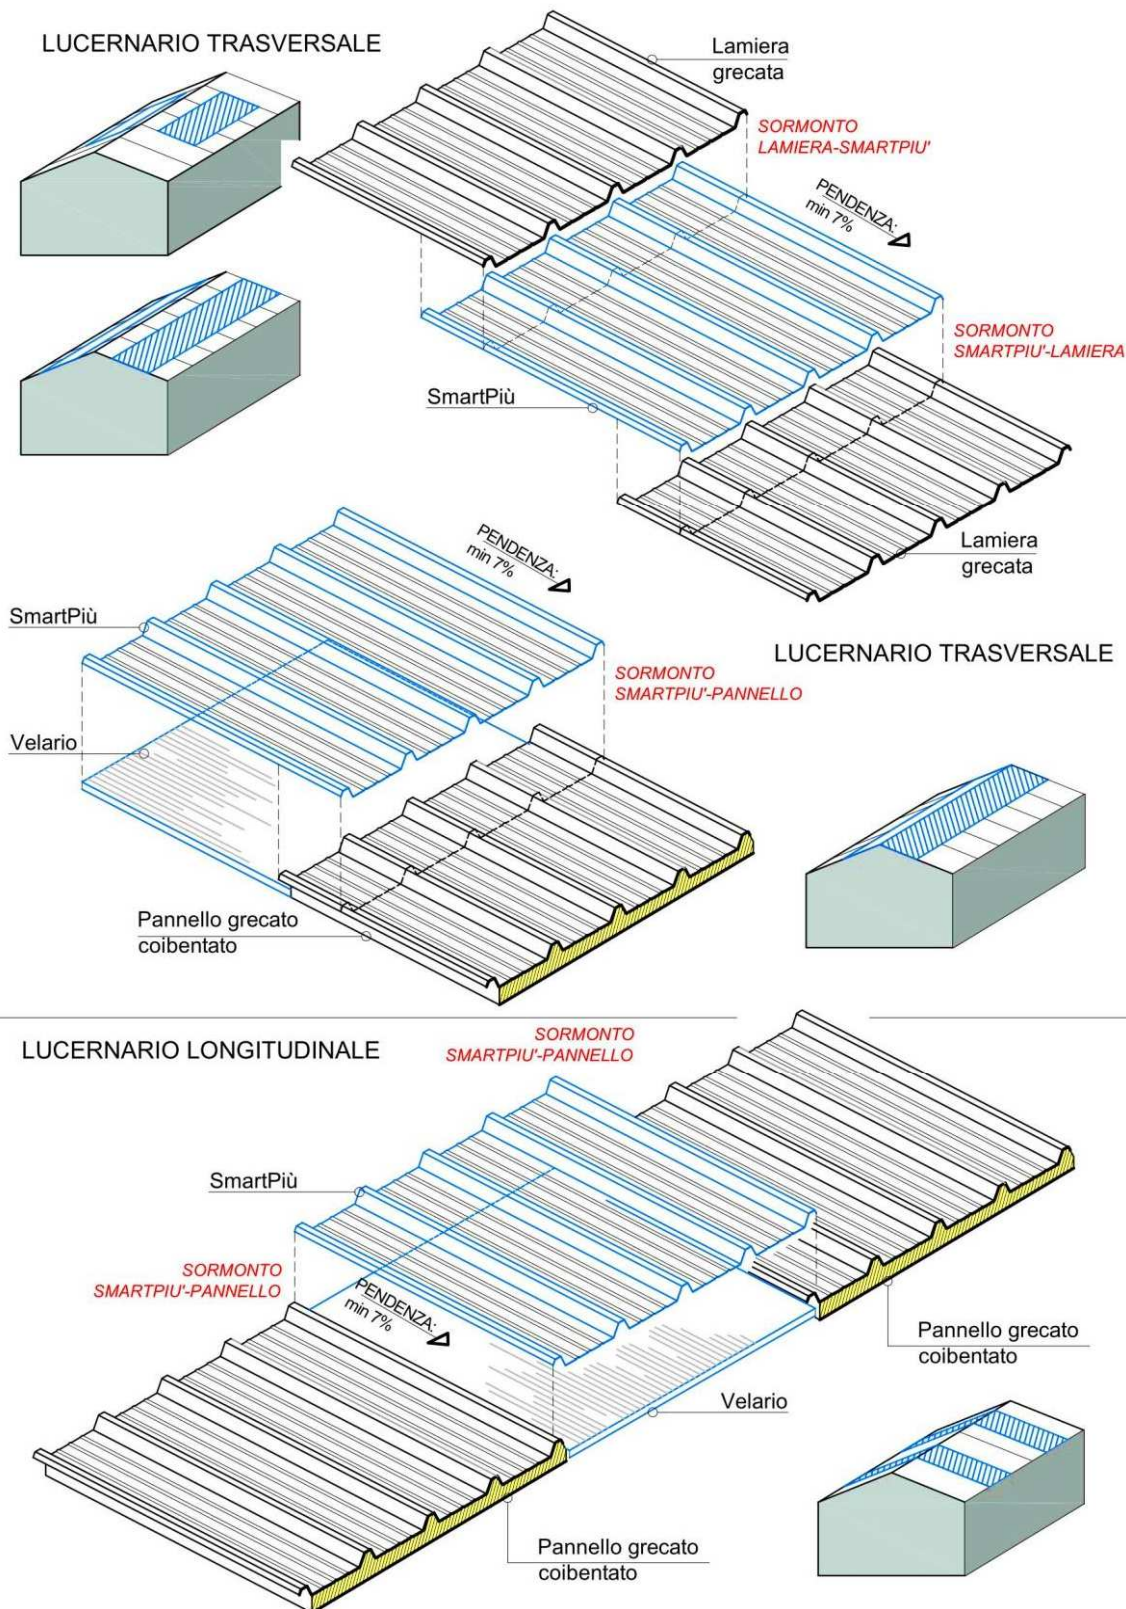 LUCERNARIO TRASVERSALE
Lamiera
grecata
SORMONTO
LAMIERA-SMARTPIU'
PENDENZA:
min 7%
SORMONTO
SMARTPIU'-LAMIERA
SmartPiù
Lamiera
grecata
PENDENZA:
min 7%
SmartPiù
LUCERNARIO TRASVERSALE
SORMONTO
SMARTPIU'-PANNELLO
Velario
Pannello grecato
coibentato
LUCERNARIO LONGITUDINALE
SORMONTO
SMARTPIU'-PANNELLO
SmartPiù
SORMONTO
SMARTPIU'-PANNELLO
PENDENZA:
min 7%
Pannello grecato
coibentato
Velario
Pannello grecato
coibentato